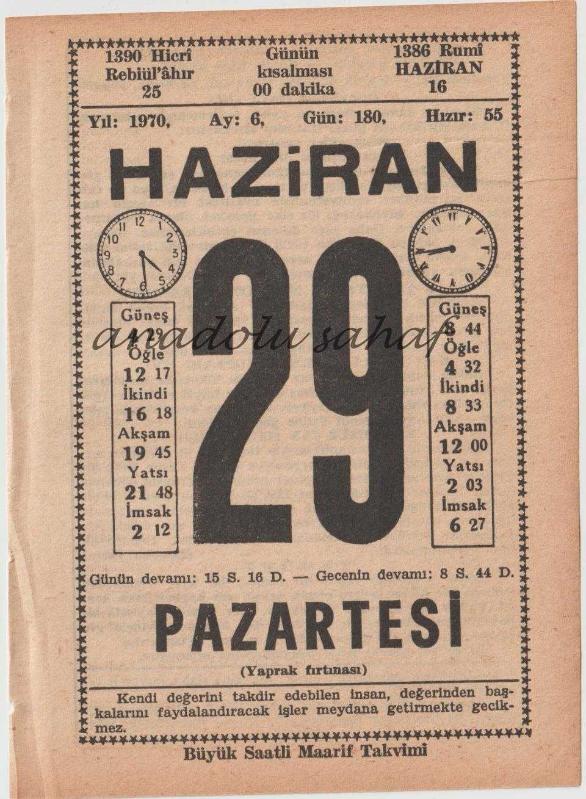 1390 Hicrî
Rebiül'âhır
25
Günün
kısalması
00 dakika
1386 Rumî
HAZİRAN
16
Yıl: 1970, Ay: 6, Gün: 180, Hızır: 55
HAZiRAN
29
Güneş
29
Öğle
12 17
İkindi
16 18
Akşam
19 45
Yatsı
21 48
İmsak
2 12
Güneş
8 44
Öğle
4 32
İkindi
8 33
Akşam
12 00
Yatsı
2 03
İmsak
6 27
anadolu sahaf
Günün devamı: 15 S. 16 D. — Gecenin devamı: 8 S. 44 D.
PAZARTESİ
(Yaprak fırtınası)
Kendi değerini takdir edebilen insan, değerinden baş-
kalarını faydalandıracak işler meydana getirmekte gecik-
mez.
Büyük Saatli Maarif Takvimi